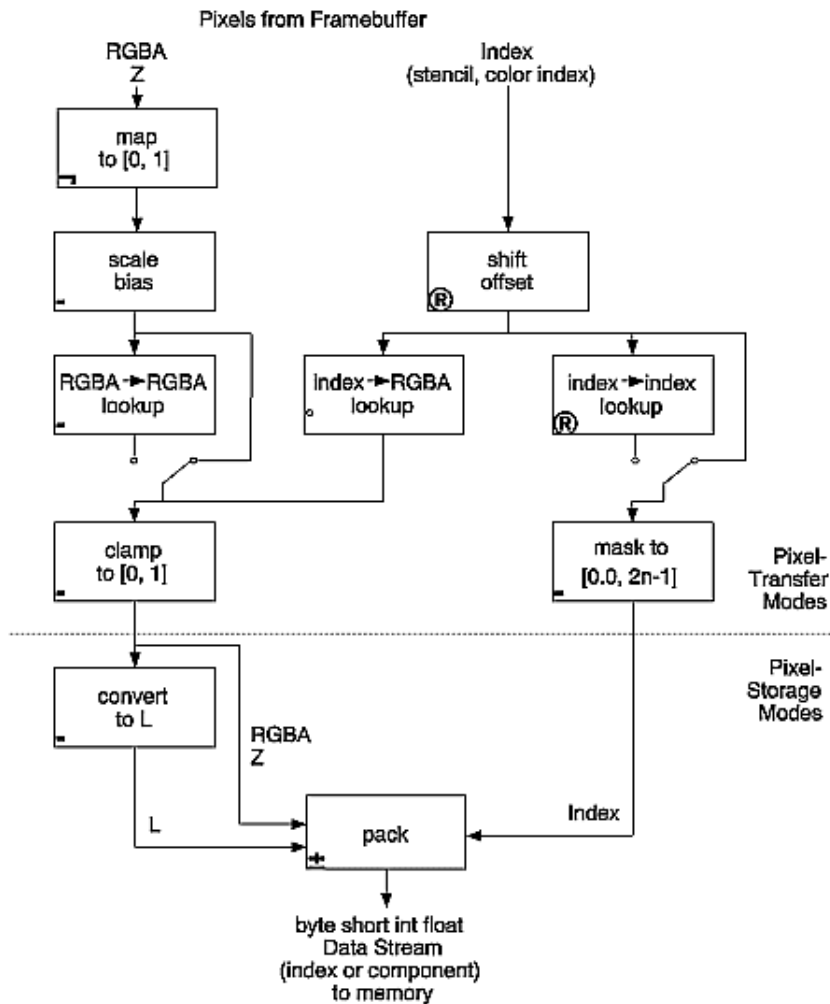 Pixels from Framebuffer
RGBA
Z
Index
(stencil, color index)
map
to [0, 1]
scale
bias
shift
offset
®
RGBA RGBA
lookup
index RGBA
lookup
index index
lookup
®
clamp
to [0, 1]
mask to
[0.0, 2n-1]
Pixel-
Transfer
Modes
Pixel-
Storage
Modes
convert
to L
RGBA
Z
L
pack
Index
byte short int float
Data Stream
(index or component)
to memory